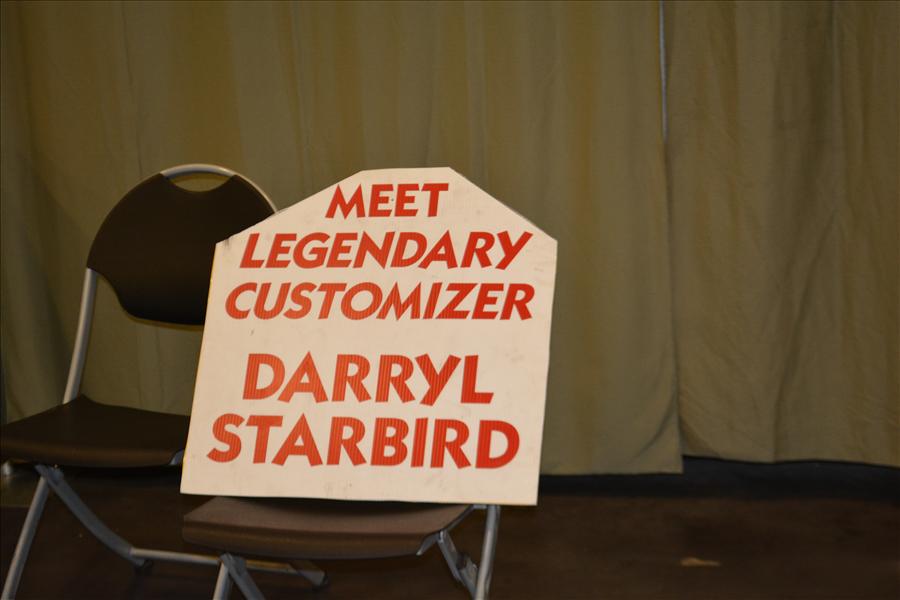 MEET
LEGENDARY
CUSTOMIZER
DARRYL
STARBIRD